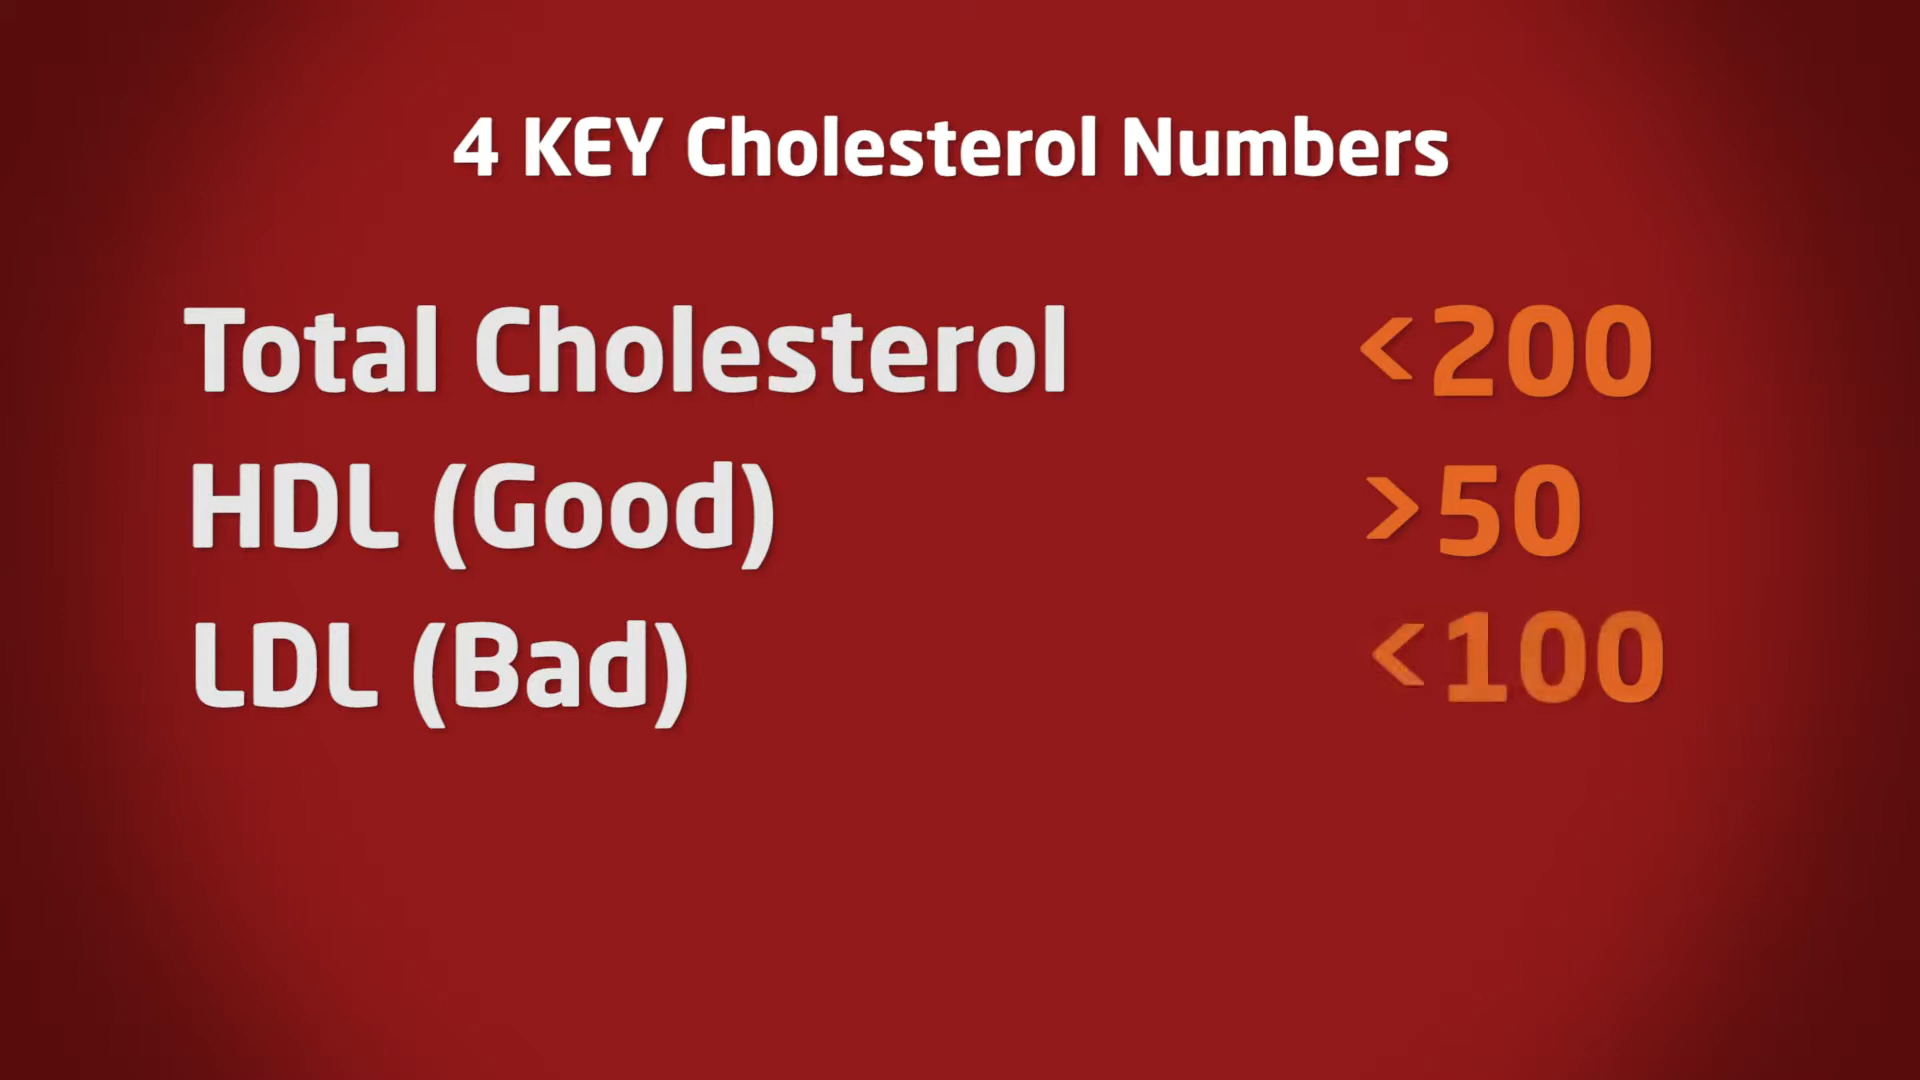 4 KEY Cholesterol Numbers
Total Cholesterol <200
HDL (Good) >50
LDL (Bad) <100